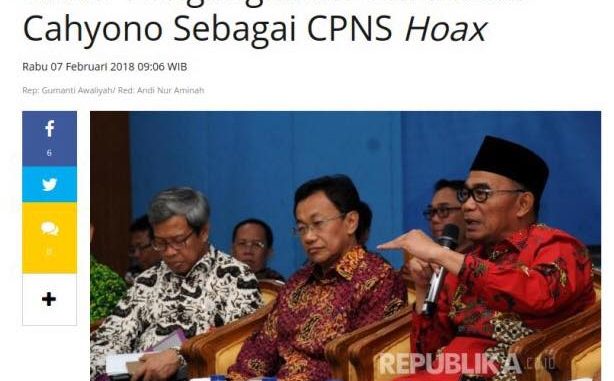 Cahyono Sebagai CPNS Hoax
Rabu 07 Februari 2018 09:06 WIB
Rep: Gumanti Awaliyah/ Red: Andi Nur Aminah
f
6
0
+
REPUBLIKA.co.id